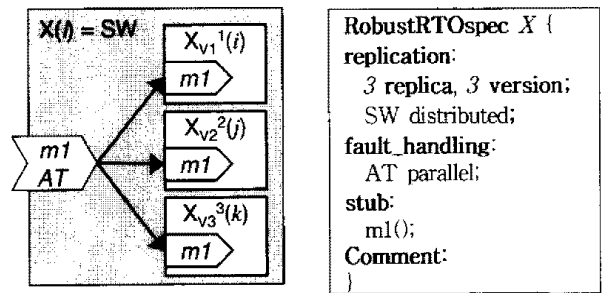 X(i) = SW
X_V1^1(i)
m1
X_V2^2(j)
m1
m1
AT
X_V3^3(k)
m1
RobustRTOspec X {
replication:
3 replica, 3 version;
SW distributed;
fault_handling:
AT parallel;
stub:
m1();
Comment:
}